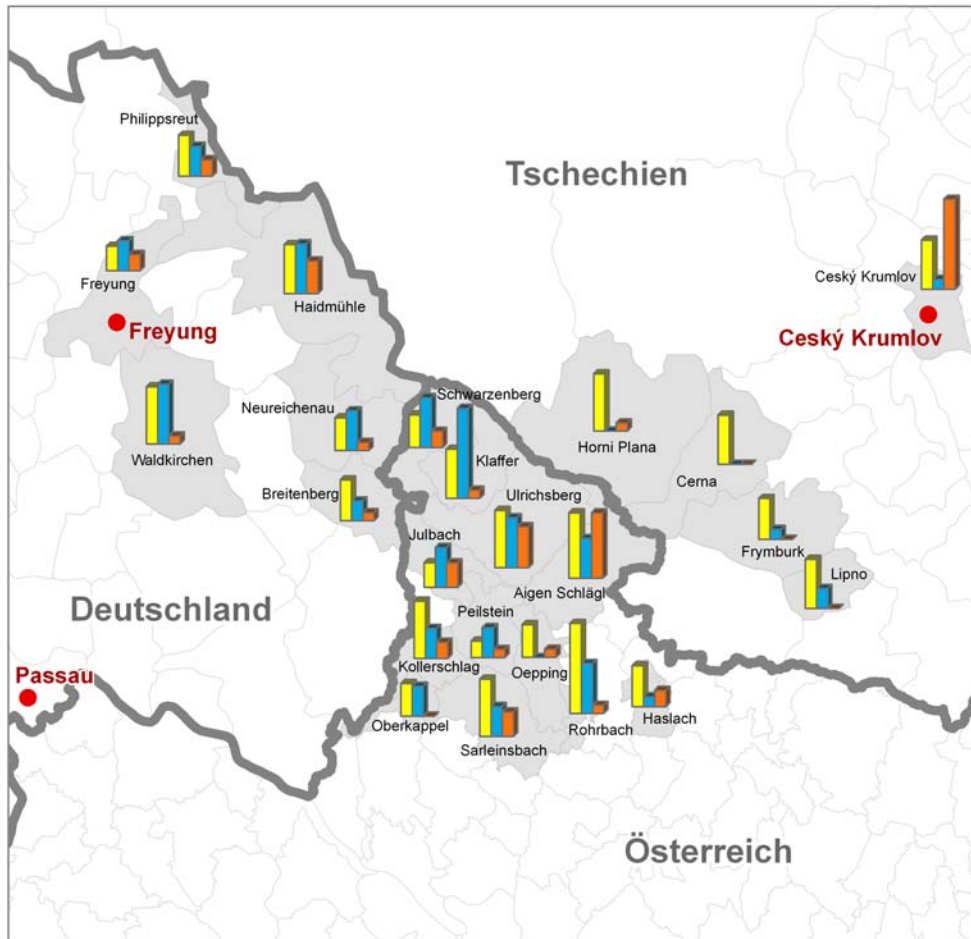 Philippsreut
Tschechien
Freyung
Haidmühle
Ceský Krumlov
Freyung
Ceský Krumlov
Neureichenau
Schwarzenberg
Waldkirchen
Klaffer
Horni Plana
Cerna
Breitenberg
Ulrichsberg
Julbach
Frymburk
Lipno
Aigen Schlägl
Deutschland
Peilstein
Kollerschlag
Oepping
Passau
Oberkappel
Sarleinsbach
Rohrbach
Haslach
Österreich